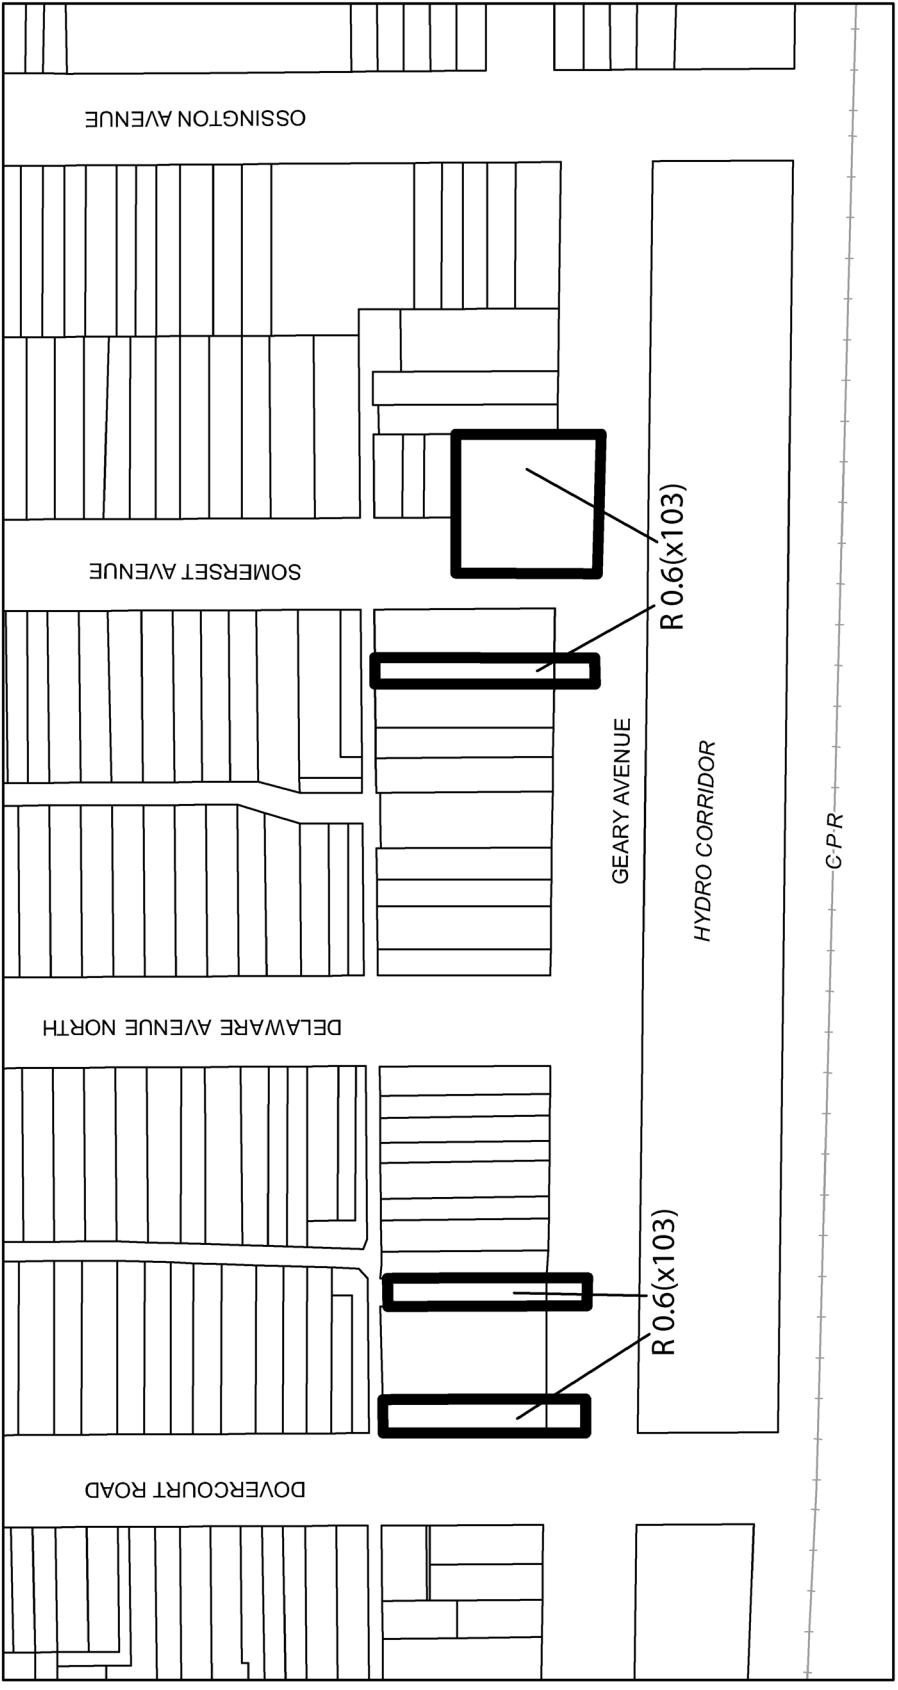 OSSINGTON AVENUE
SOMERSET AVENUE
R 0.6(x103)
GEARY AVENUE
HYDRO CORRIDOR
C-P-R
DELAWARE AVENUE NORTH
R 0.6(x103)
DOVERCOURT ROAD